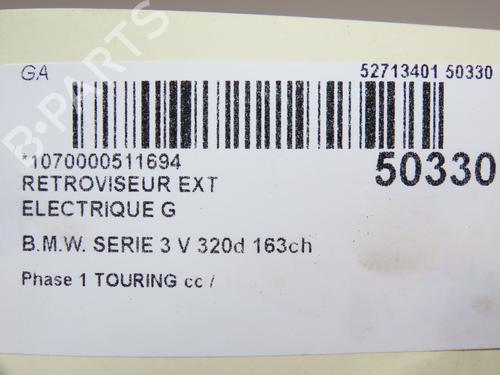 GA
52713401 50330
*1070000511694
50330
RETROVISEUR EXT
ELECTRIQUE G
B.M.W. SERIE 3 V 320d 163ch
Phase 1 TOURING cc /
B-PARTS